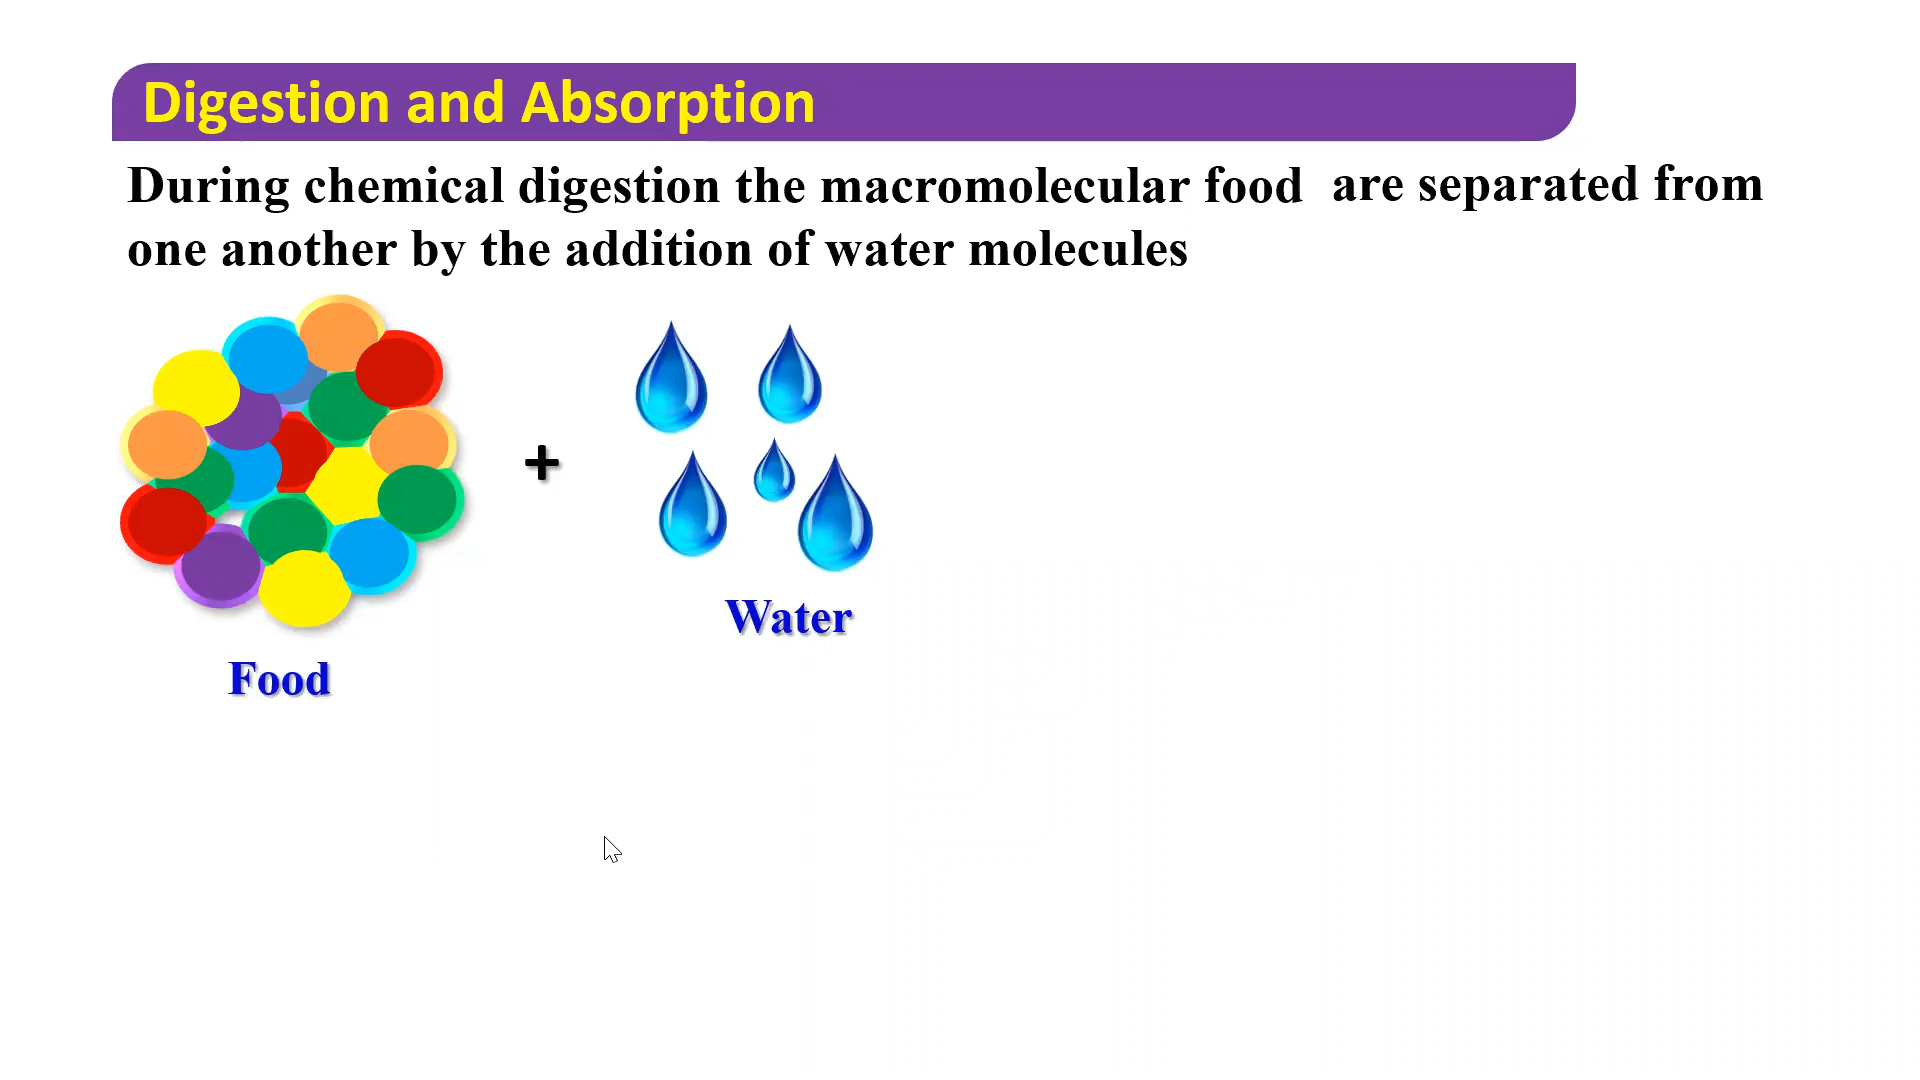 Digestion and Absorption
During chemical digestion the macromolecular food are separated from
one another by the addition of water molecules
+
Water
Food